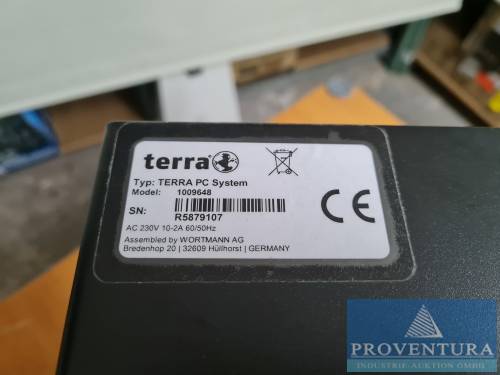 terra
Typ: TERRA PC System
Model: 1009648
SN:
R5879107
AC 230V 10-2A 60/50Hz
Assembled by WORTMANN AG
Bredenhop 20 | 32609 Hüllhorst | GERMANY
CE
PROVENTURA
INDUSTRIE-AUKTION GMBH